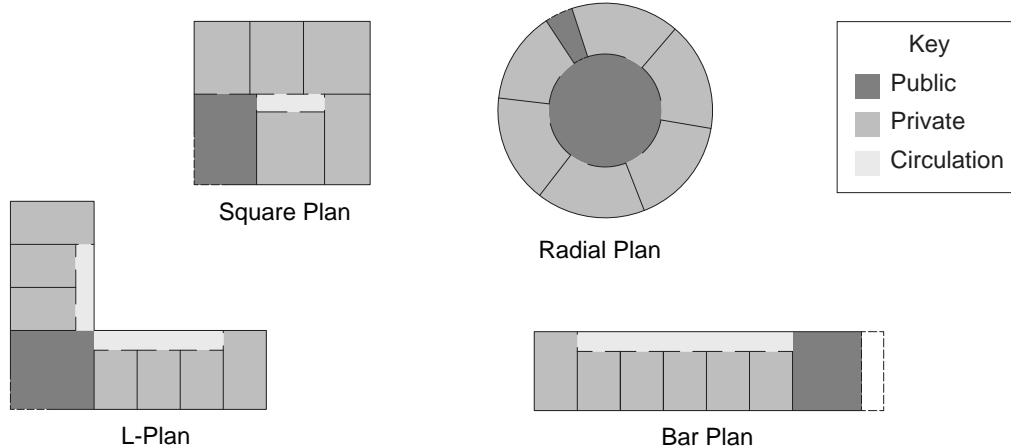 Key
Public
Private
Circulation
Square Plan
Radial Plan
L-Plan
Bar Plan